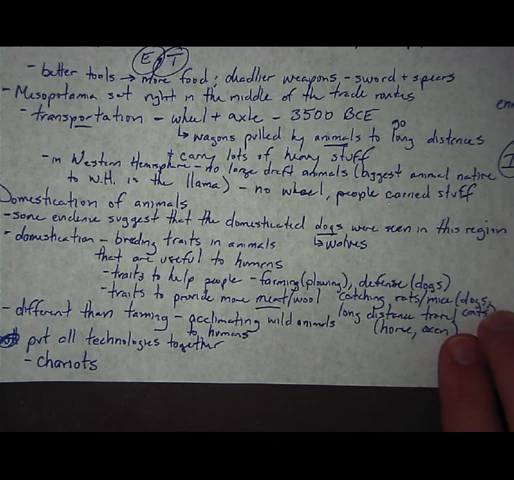 E T
- better tools → more food; deadlier weapons, - sword + spears
- Mesopotamia sat right in the middle of the trade routes
- transportation - wheel + axle - 3500 BCE
go
↳ wagons pulled by animals to long distances
+ carry lots of heavy stuff
- in Western Hemisphere - no large draft animals (biggest animal native
to W.H. is the llama) - no wheel, people carried stuff
Domestication of animals
- some evidence suggest that the domesticated dogs were seen in this region
↳ wolves
- domestication - breeding traits in animals
that are useful to humans
- traits to help people - farming (plowing), defense (dogs)
- traits to provide more meat/wool catching rats/mice (dogs, cats)
- different than taming - acclimating wild animals long distance travel
to humans (horse, oxen)
put all technologies together
- chariots